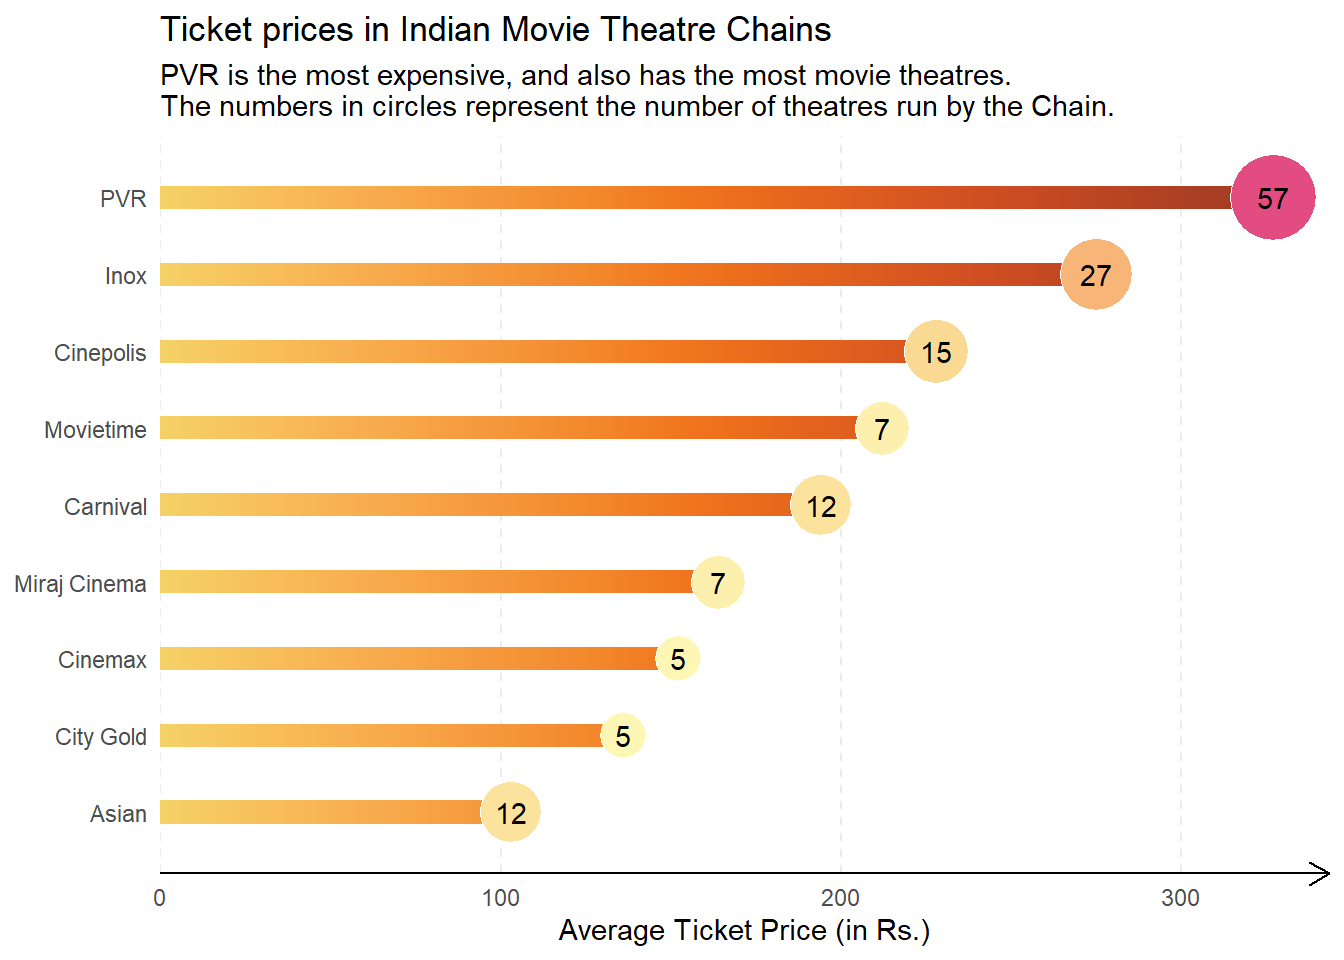 Ticket prices in Indian Movie Theatre Chains
PVR is the most expensive, and also has the most movie theatres.
The numbers in circles represent the number of theatres run by the Chain.
PVR
57
Inox
27
Cinepolis
15
Movietime
7
Carnival
12
Miraj Cinema
7
Cinemax
5
City Gold
5
Asian
12
0 100 200 300
Average Ticket Price (in Rs.)